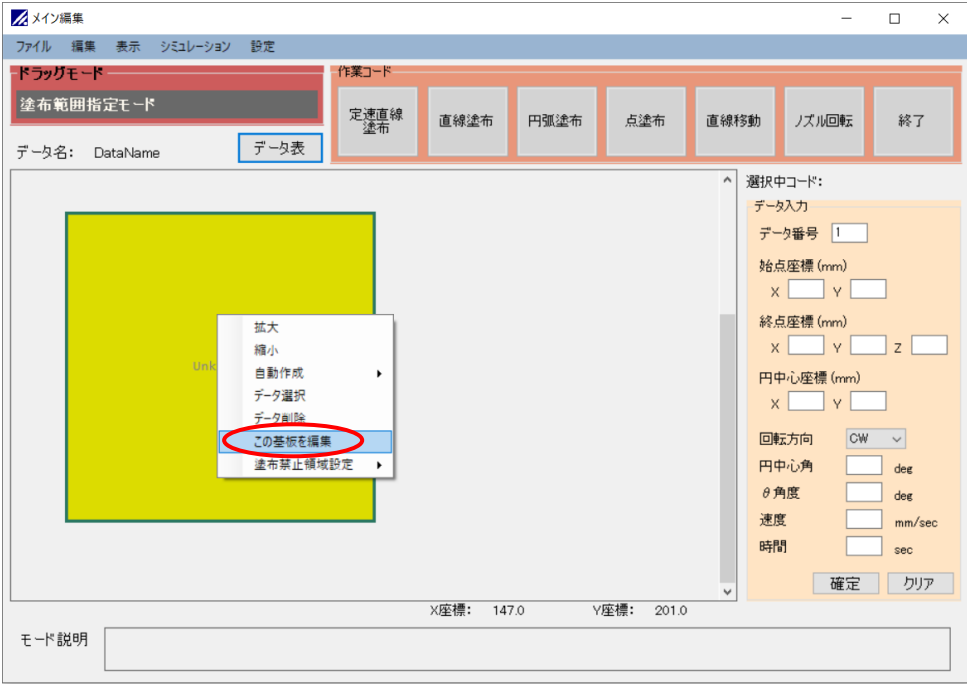 メイン編集
ファイル 編集 表示 シミュレーション 設定
ドラッグモード
塗布範囲指定モード
データ名: DataName
データ表
作業コード
定速直線
塗布
直線塗布
円弧塗布
点塗布
直線移動
ノズル回転
終了
Unk
拡大
縮小
自動作成
データ選択
データ削除
この基板を編集
塗布禁止領域設定
選択中コード:
データ入力
データ番号 1
始点座標(mm)
X Y
終点座標(mm)
X Y Z
円中心座標(mm)
X Y
回転方向 CW
円中心角 deg
θ角度 deg
速度 mm/sec
時間 sec
確定 クリア
X座標: 147.0 Y座標: 201.0
モード説明